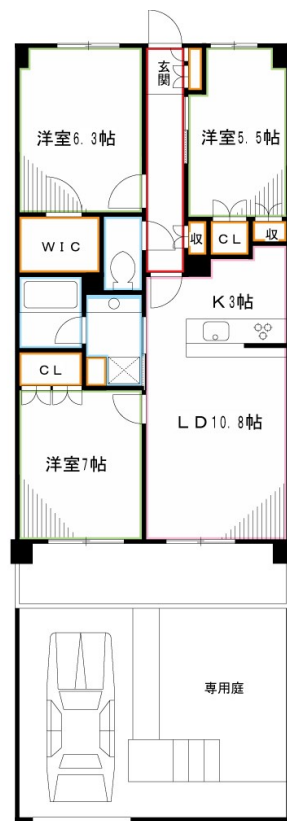 玄関
洋室6.3帖
洋室5.5帖
WIC
収
CL
収
K3帖
CL
LD10.8帖
洋室7帖
専用庭